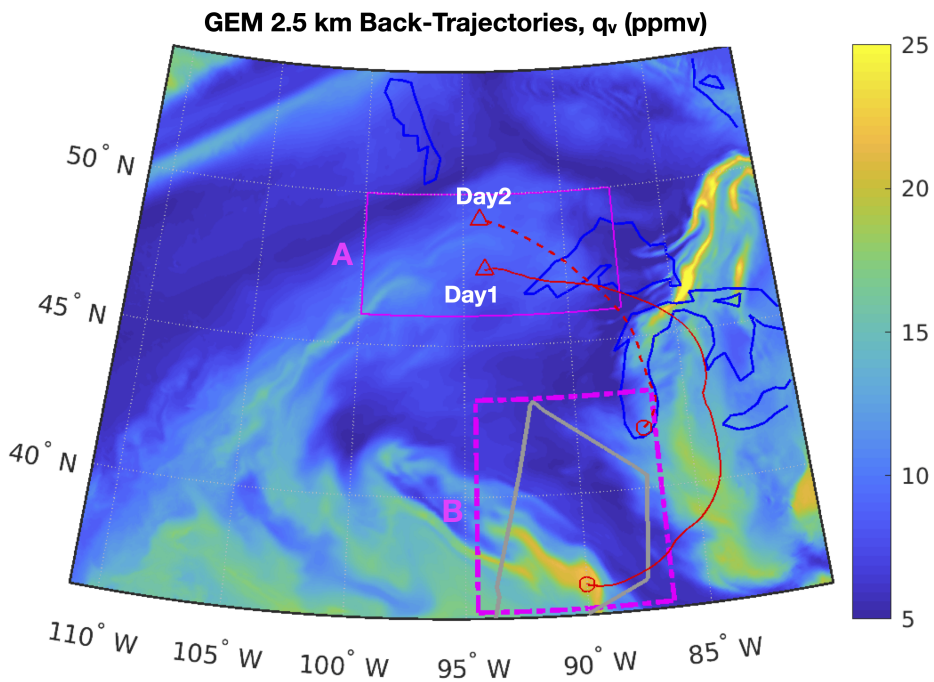 GEM 2.5 km Back-Trajectories, qᵥ (ppmv)
25
50° N
20
Day2
A
Day1
45° N
15
40° N
10
B
5
110° W
105° W
100° W
95° W
90° W
85° W